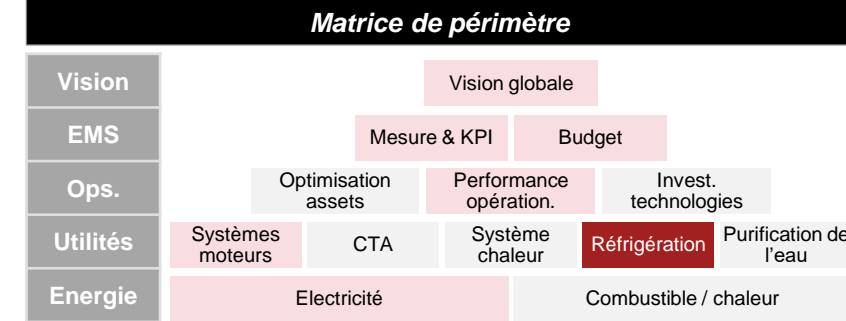 Matrice de périmètre
Vision
Vision globale
EMS
Mesure & KPI
Budget
Ops.
Optimisation
assets
Performance
opération.
Invest.
technologies
Utilités
Systèmes
moteurs
CTA
Système
chaleur
Réfrigération
Purification de
l'eau
Energie
Electricité
Combustible / chaleur